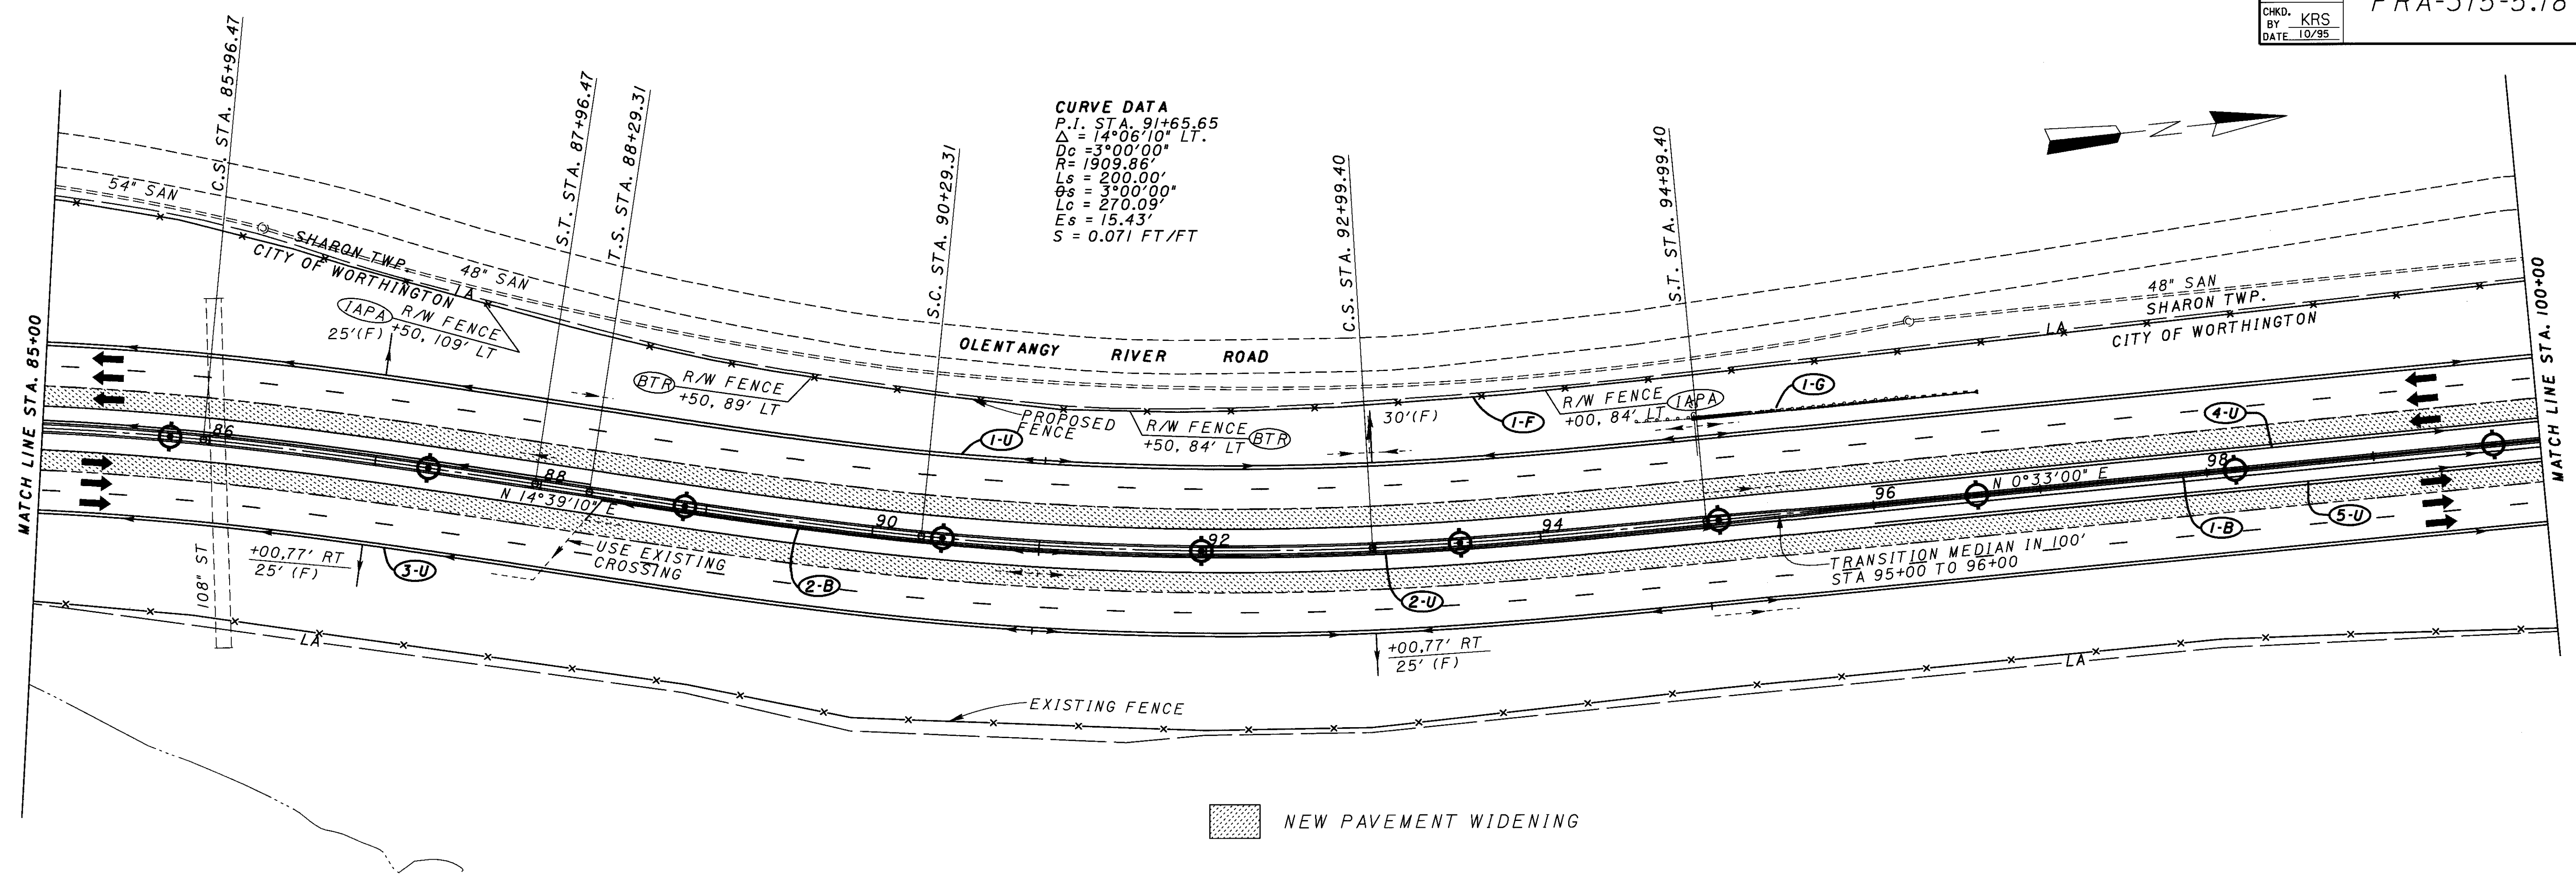 CHKD.
BY KRS
DATE 10/95
FRA-315-5.18
C.S. STA. 85+96.47
S.T. STA. 87+96.47
T.S. STA. 88+29.31
S.C. STA. 90+29.31
C.S. STA. 92+99.40
S.T. STA. 94+99.40
CURVE DATA
P.I. STA. 91+65.65
Δ = 14°06'10" LT.
Dc =3°00'00"
R= 1909.86'
Ls = 200.00'
θs = 3°00'00"
Lc = 270.09'
Es = 15.43'
S = 0.071 FT/FT
N
54" SAN
SHARON TWP.
CITY OF WORTHINGTON
LA
48" SAN
1APA
R/W FENCE
+50, 109' LT
25'(F)
OLENTANGY RIVER ROAD
BTR
R/W FENCE
+50, 89' LT
PROPOSED
FENCE
R/W FENCE
+50, 84' LT
BTR
30'(F)
1-F
R/W FENCE
+00, 84' LT
1APA
1-G
48" SAN
SHARON TWP.
LA
CITY OF WORTHINGTON
MATCH LINE STA. 85+00
MATCH LINE STA. 100+00
1-U
4-U
86
88
90
92
94
96
98
N 14°39'10" E
N 0°33'00" E
USE EXISTING
CROSSING
2-B
2-U
1-B
5-U
TRANSITION MEDIAN IN 100'
STA 95+00 TO 96+00
108" ST
+00,77' RT
25' (F)
3-U
+00,77' RT
25' (F)
LA
LA
EXISTING FENCE
NEW PAVEMENT WIDENING